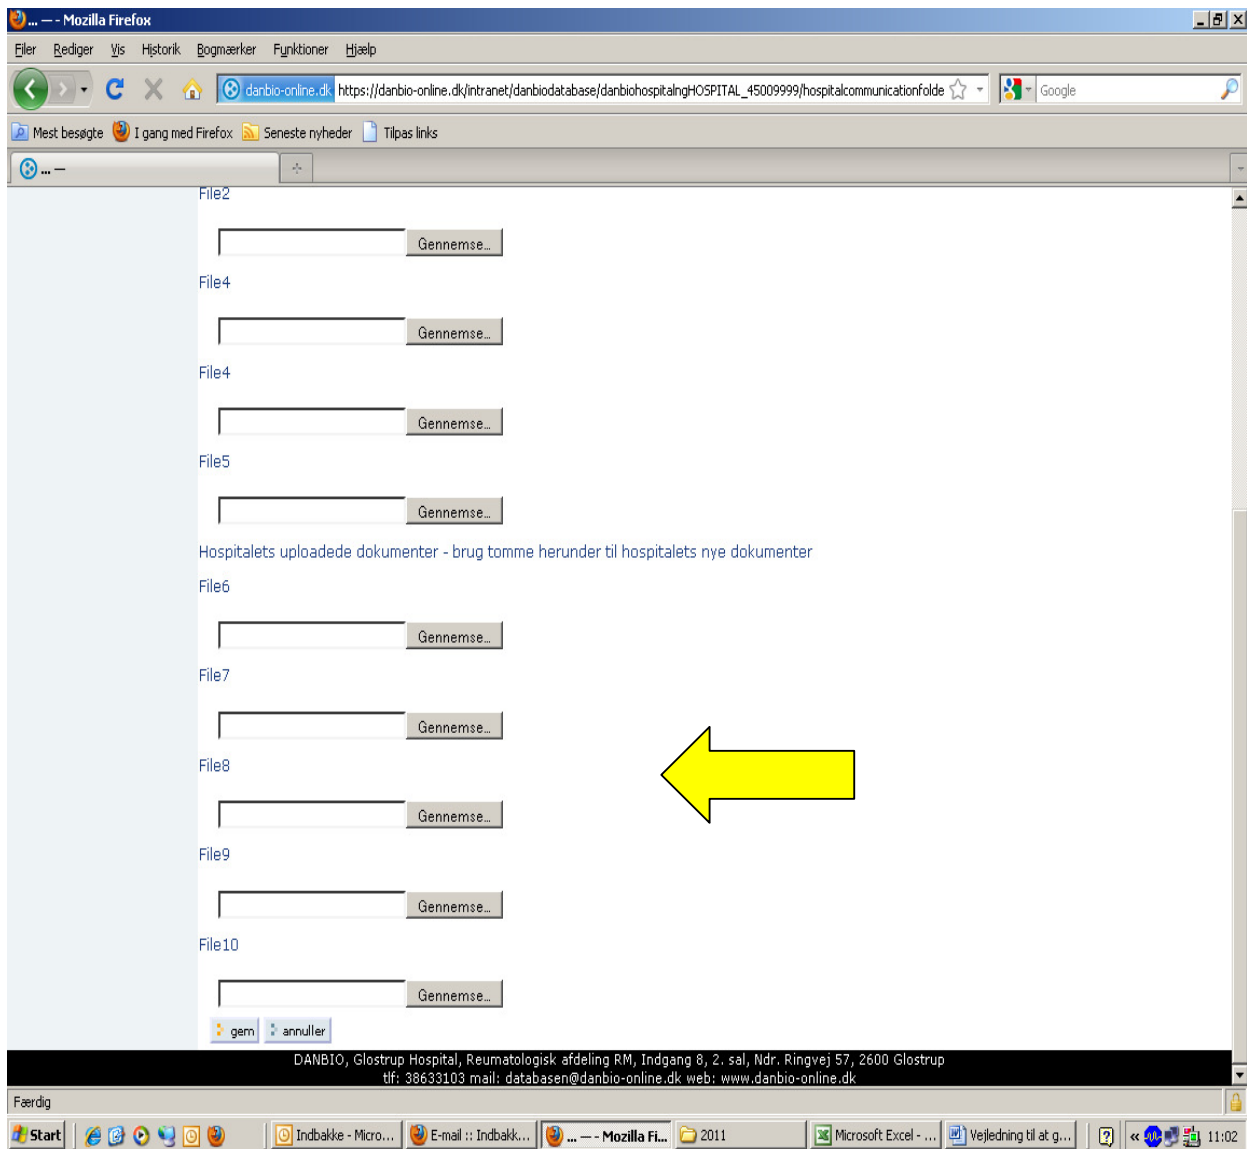 ... — - Mozilla Firefox
Filer Rediger Vis Historik Bogmærker Funktioner Hjælp
danbio-online.dk https://danbio-online.dk/intranet/danbiodatabase/danbiohospitalngHOSPITAL_45009999/hospitalcommunicationfolde Google
Mest besøgte I gang med Firefox Seneste nyheder Tilpas links
... —
File2
Gennemse...
File4
Gennemse...
File4
Gennemse...
File5
Gennemse...
Hospitalets uploadede dokumenter - brug tomme herunder til hospitalets nye dokumenter
File6
Gennemse...
File7
Gennemse...
File8
Gennemse...
File9
Gennemse...
File10
Gennemse...
gem annuller
DANBIO, Glostrup Hospital, Reumatologisk afdeling RM, Indgang 8, 2. sal, Ndr. Ringvej 57, 2600 Glostrup
tlf: 38633103 mail: databasen@danbio-online.dk web: www.danbio-online.dk
Færdig
Start Indbakke - Micro... E-mail :: Indbakk... ... — - Mozilla Fi... 2011 Microsoft Excel - ... Vejledning til at g... 11:02